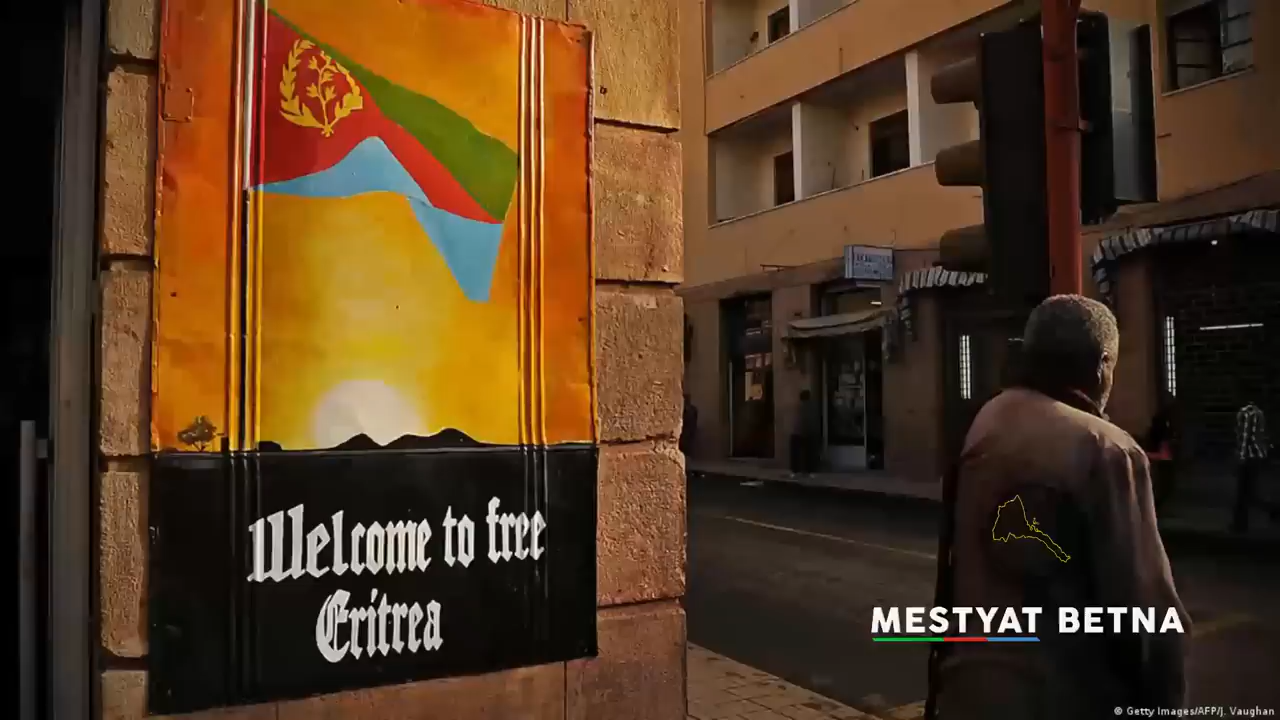 Welcome to free
Eritrea
MESTYAT BETNA
© Getty Images/AFP/J. Vaughan